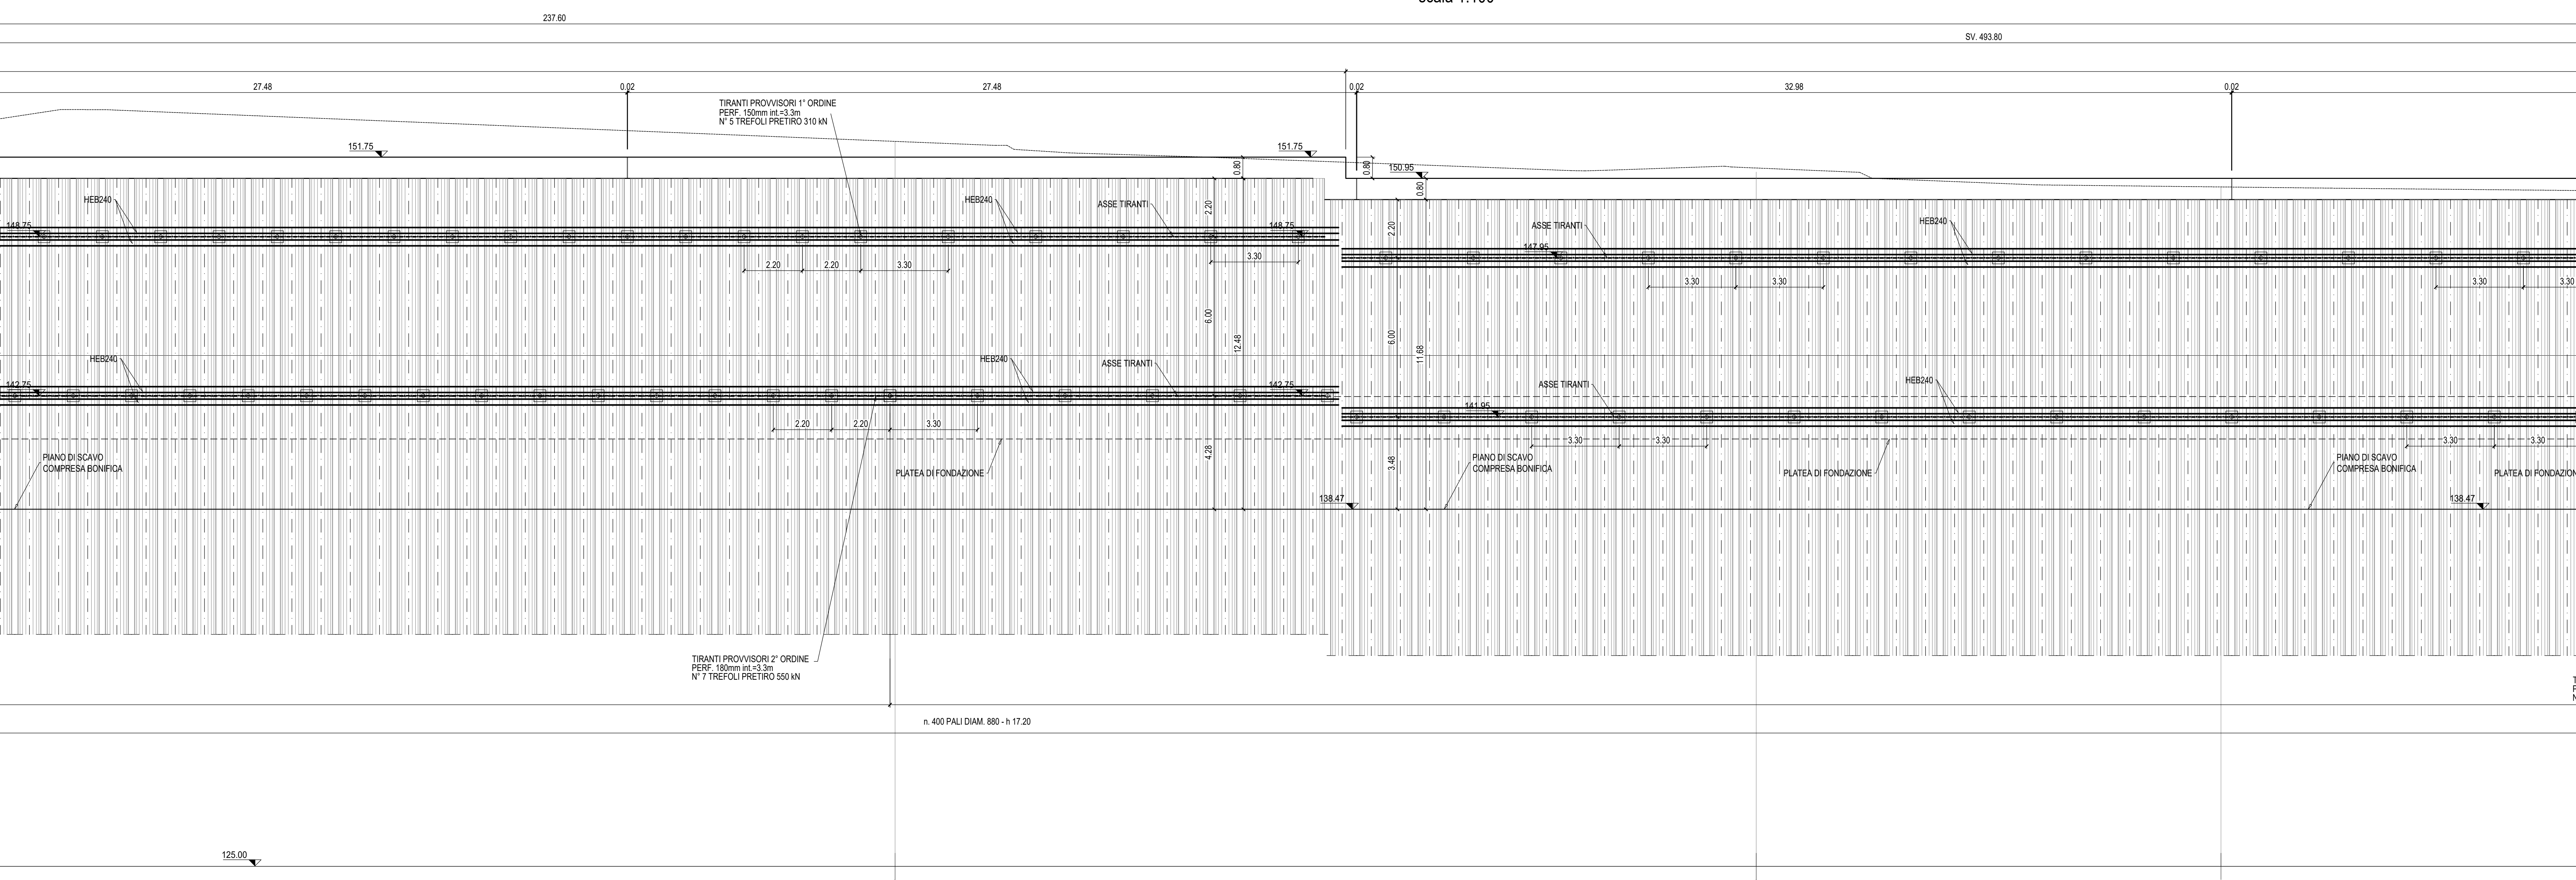 237.60
SV. 493.80
27.48
0.02
27.48
0.02
32.98
0.02
TIRANTI PROVVISORI 1° ORDINE
PERF. 150mm int.=3.3m
N° 5 TREFOLI PRETIRO 310 kN
151.75
151.75
0.80
0.80
150.95
0.80
HEB240
HEB240
ASSE TIRANTI
2.20
2.20
ASSE TIRANTI
HEB240
148.75
148.75
147.95
2.20
2.20
3.30
3.30
3.30
3.30
3.30
3.30
6.00
12.48
6.00
11.68
HEB240
HEB240
ASSE TIRANTI
ASSE TIRANTI
HEB240
142.75
142.75
141.95
2.20
2.20
3.30
3.30
3.30
3.30
3.30
PIANO DI SCAVO
COMPRESA BONIFICA
PLATEA DI FONDAZIONE
4.28
3.48
PIANO DI SCAVO
COMPRESA BONIFICA
PLATEA DI FONDAZIONE
PIANO DI SCAVO
COMPRESA BONIFICA
PLATEA DI FONDAZION
138.47
138.47
TIRANTI PROVVISORI 2° ORDINE
PERF. 180mm int.=3.3m
N° 7 TREFOLI PRETIRO 550 kN
n. 400 PALI DIAM. 880 - h 17.20
125.00